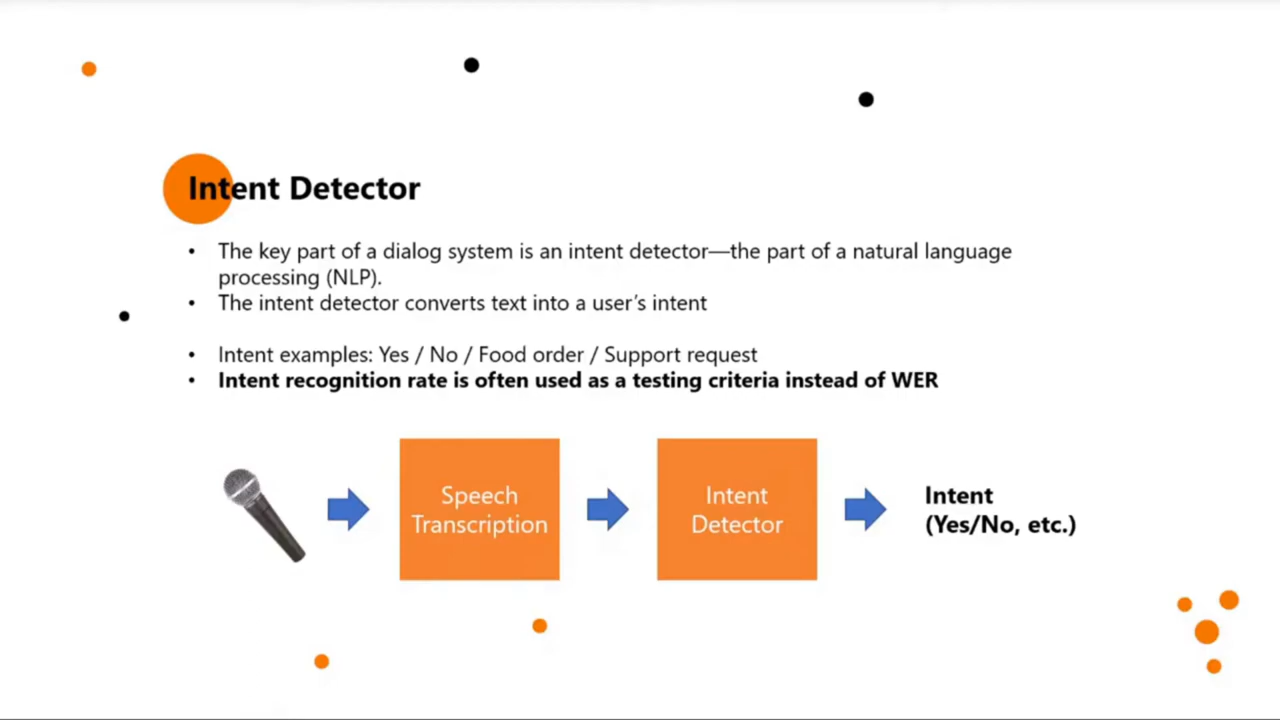 Intent Detector
• The key part of a dialog system is an intent detector—the part of a natural language
processing (NLP).
• The intent detector converts text into a user's intent
• Intent examples: Yes / No / Food order / Support request
• Intent recognition rate is often used as a testing criteria instead of WER
Speech
Transcription
Intent
Detector
Intent
(Yes/No, etc.)